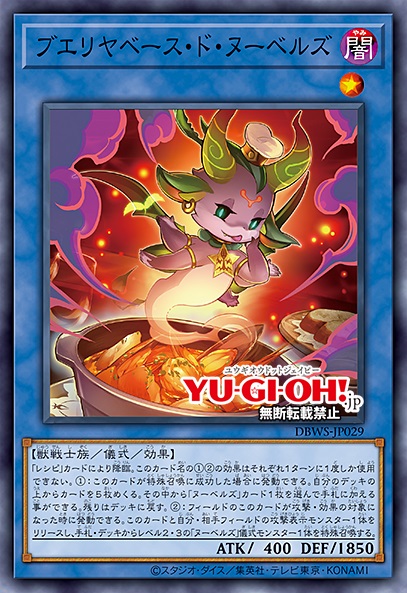 ブエリヤベース・ド・ヌーベルズ
やみ
闇
ユウギオウドットジェイピー
YU-GI-OH!.jp
無断転載禁止
DBWS-JP029
【獣戦士族/儀式/効果】
「レシピ」カードにより降臨。このカード名の①②の効果はそれぞれ1ターンに1度しか使用
できない。①:このカードが特殊召喚に成功した場合に発動できる。自分のデッキの
上からカードを5枚めくる。その中から「ヌーベルズ」カード1枚を選んで手札に加える
事ができる。残りはデッキに戻す。②:フィールドのこのカードが攻撃・効果の対象に
なった時に発動できる。このカードと自分・相手フィールドの攻撃表示モンスター1体を
リリースし、手札・デッキからレベル2・3の「ヌーベルズ」儀式モンスター1体を特殊召喚する。
ATK/ 400 DEF/1850
©スタジオ・ダイス/集英社・テレビ東京・KONAMI